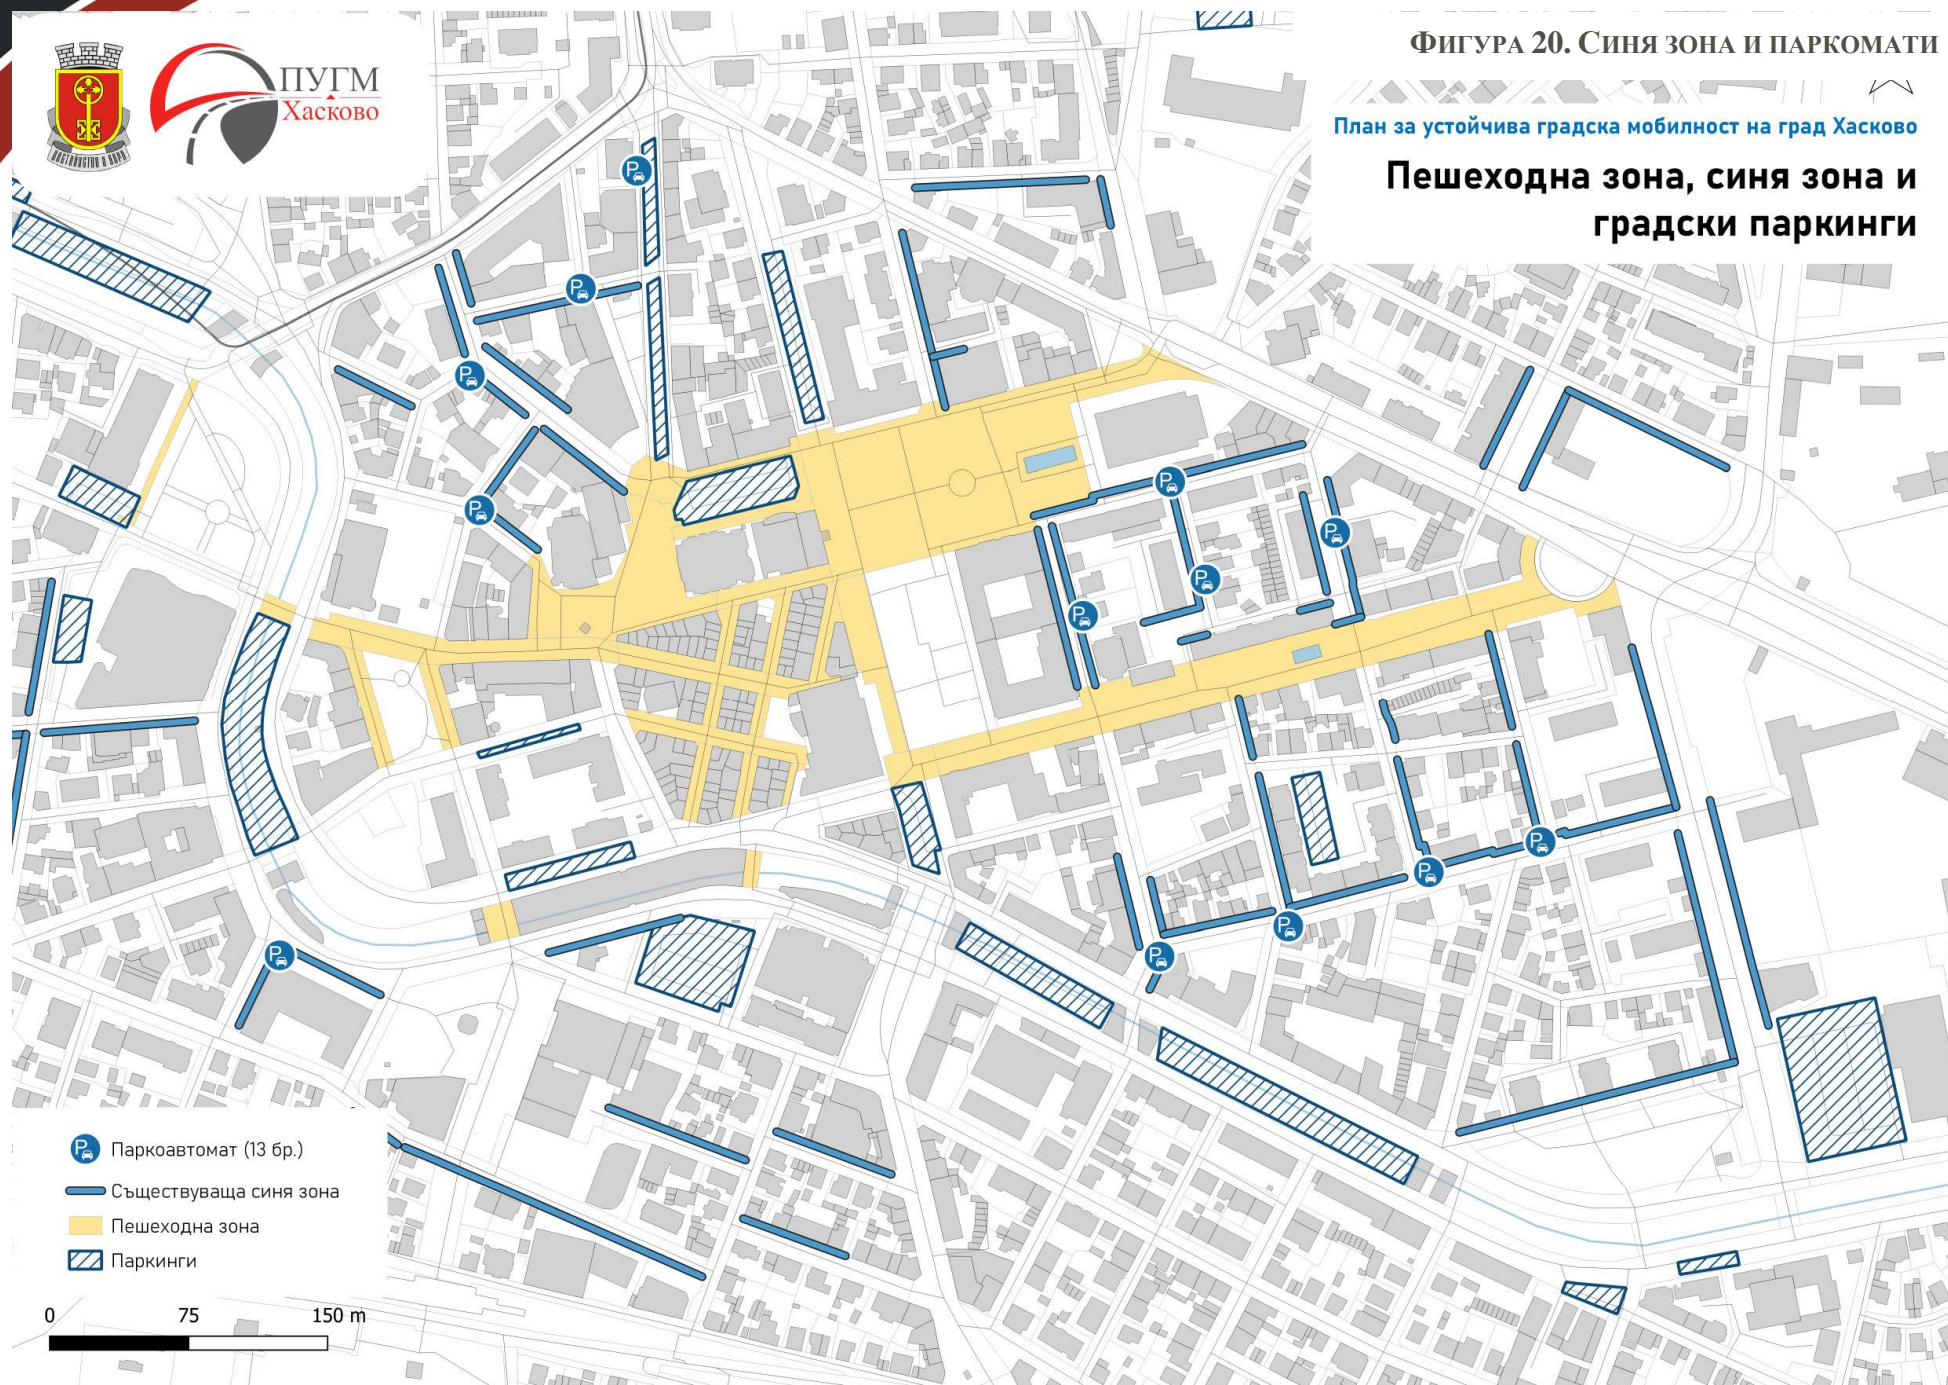 ПУГМ
Хасково
ФИГУРА 20. СИНЯ ЗОНА И ПАРКОМАТИ
План за устойчива градска мобилност на град Хасково
Пешеходна зона, синя зона и
градски паркинги
P
P
P
P
P
P
P
P
P
P
P
P
P
P
P Паркоавтомат (13 бр.)
Съществуваща синя зона
Пешеходна зона
Паркинги
0 75 150 m